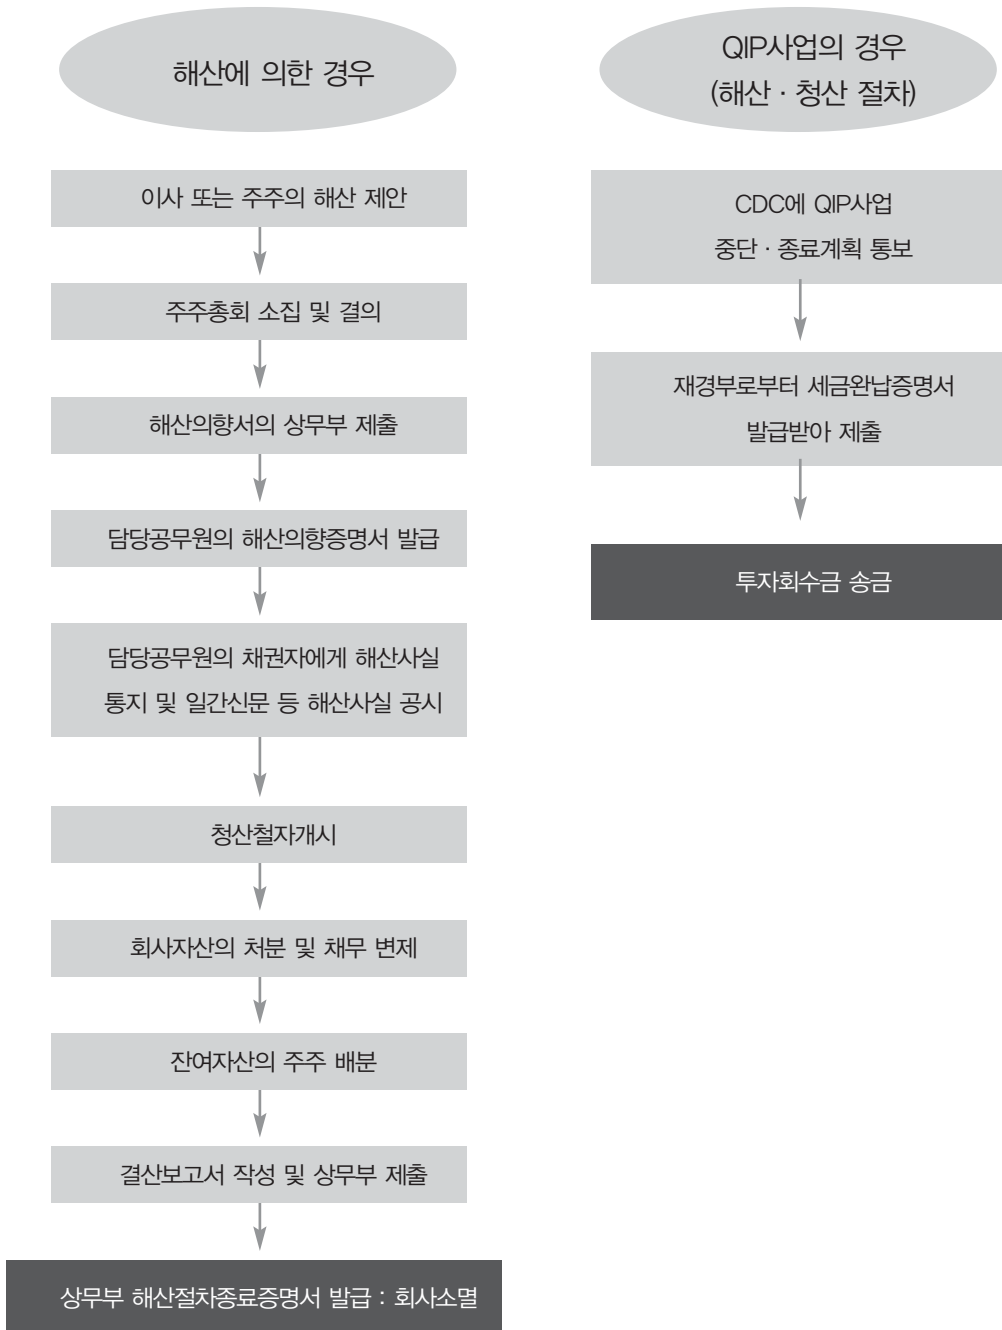 해산에 의한 경우
이사 또는 주주의 해산 제안
주주총회 소집 및 결의
해산의향서의 상무부 제출
담당공무원의 해산의향증명서 발급
담당공무원의 채권자에게 해산사실
통지 및 일간신문 등 해산사실 공시
청산철자개시
회사자산의 처분 및 채무 변제
잔여자산의 주주 배분
결산보고서 작성 및 상무부 제출
상무부 해산절차종료증명서 발급 : 회사소멸
QIP사업의 경우
(해산 · 청산 절차)
CDC에 QIP사업
중단 · 종료계획 통보
재경부로부터 세금완납증명서
발급받아 제출
투자회수금 송금